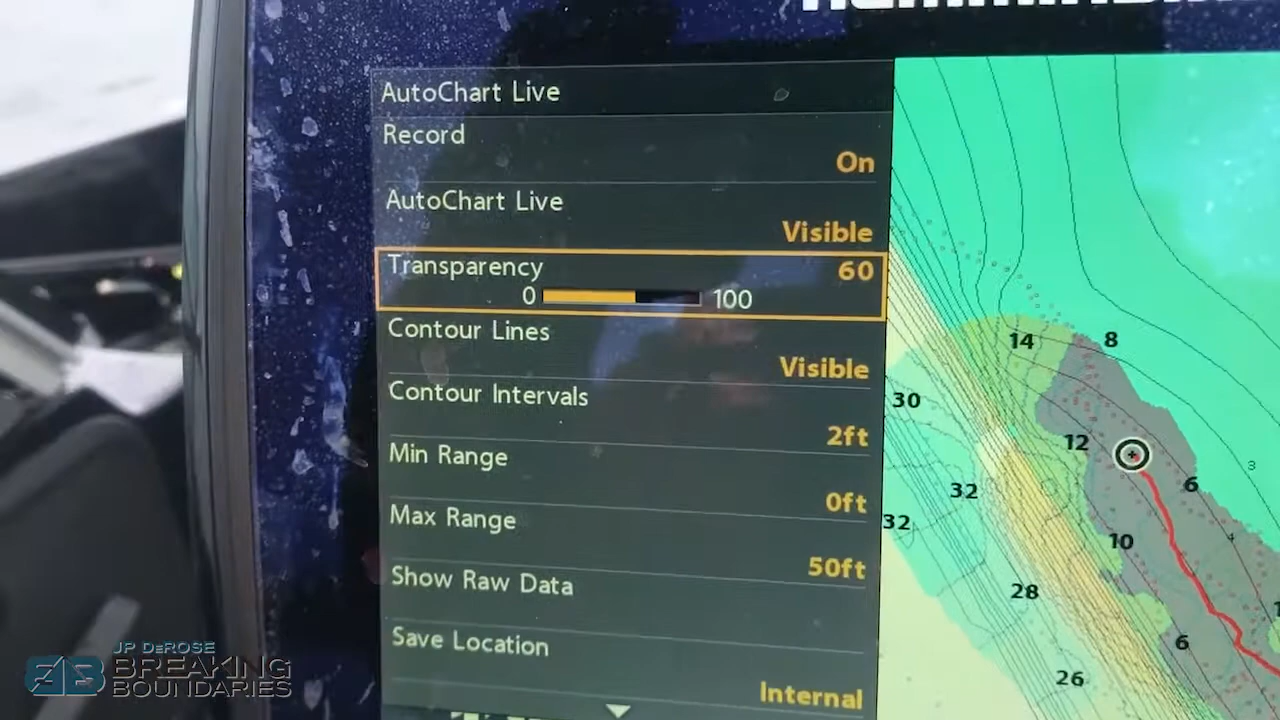 AutoChart Live
Record
On
AutoChart Live
Visible
Transparency
60
0 100
Contour Lines
Visible
Contour Intervals
2ft
Min Range
0ft
Max Range
50ft
Show Raw Data
Save Location
Internal
14
8
30
12
3
32
6
32
10
4
28
6
26
JP DEROSE
BREAKING
BOUNDARIES